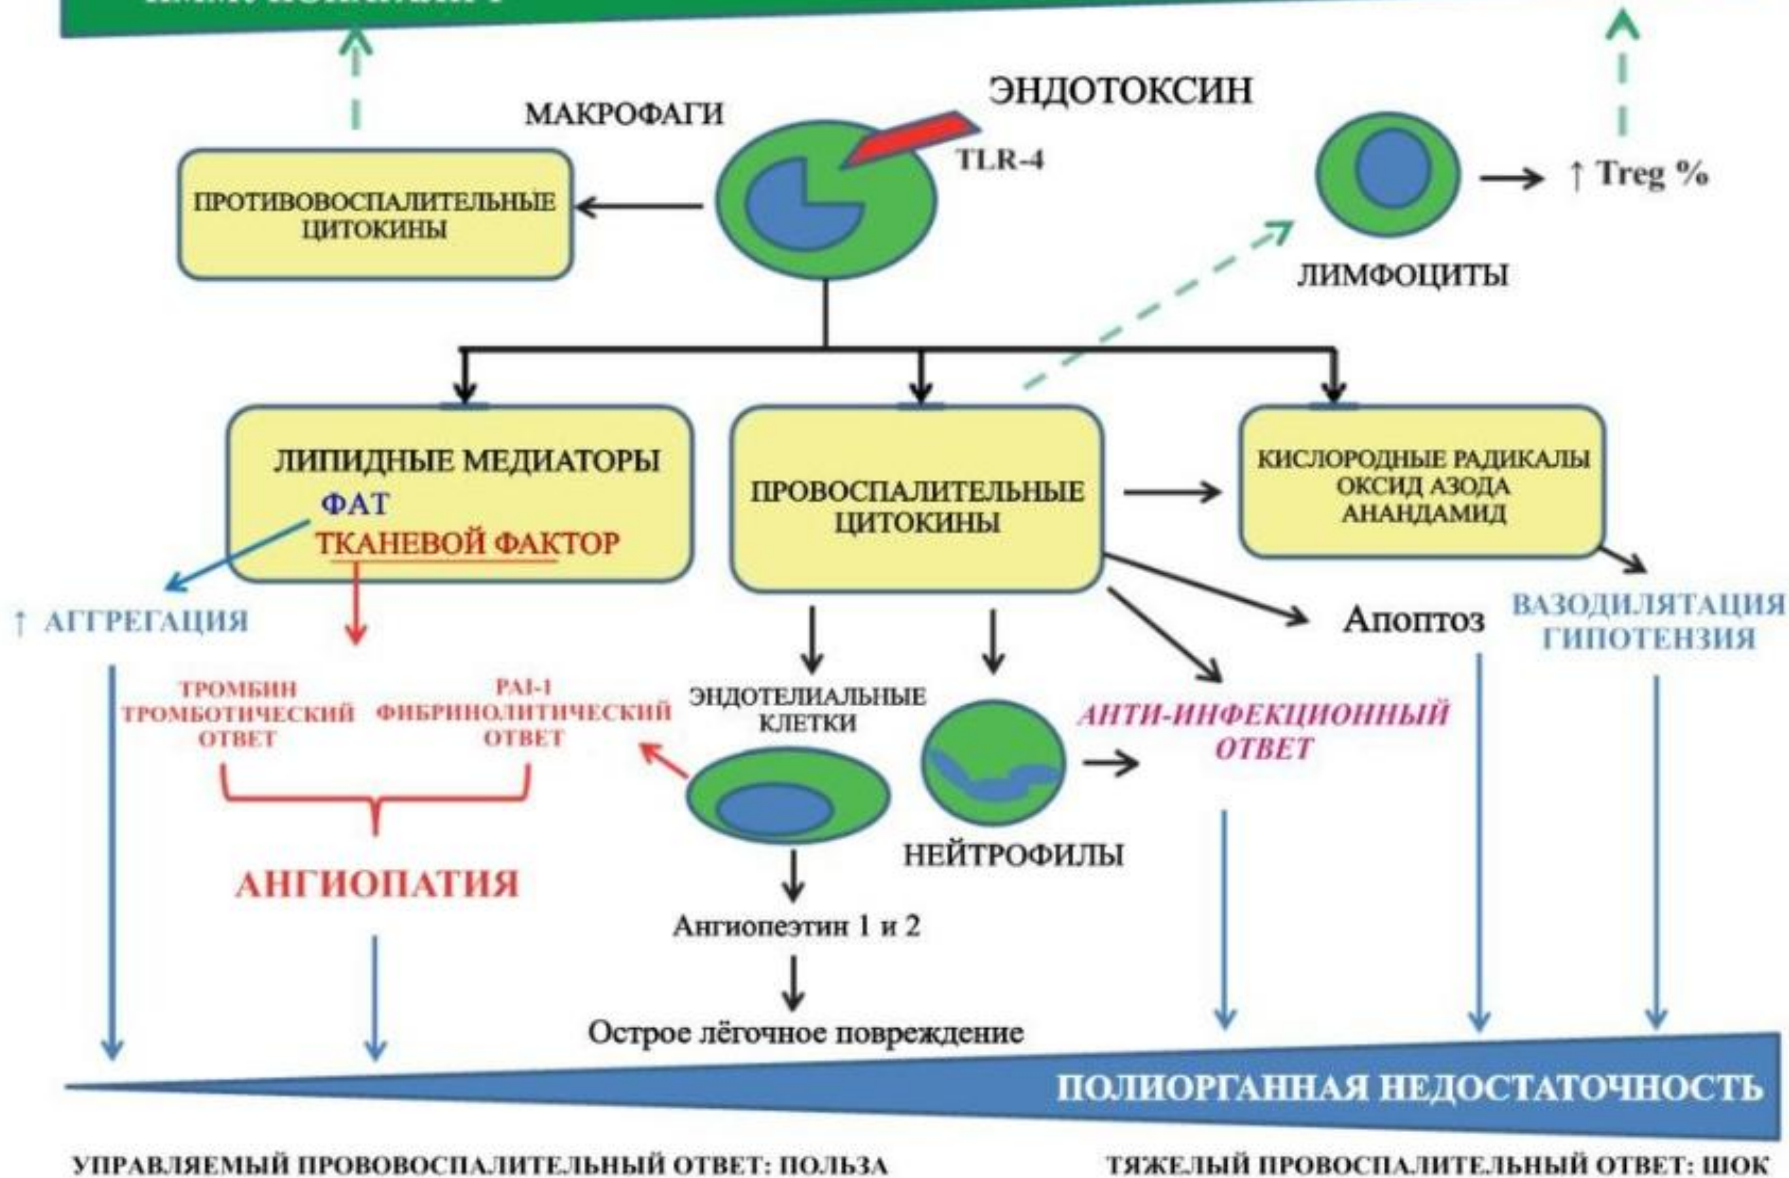 МАКРОФАГИ
ЭНДОТОКСИН
TLR-4
↑ Treg %
ПРОТИВОВОСПАЛИТЕЛЬНЫЕ
ЦИТОКИНЫ
ЛИМФОЦИТЫ
ЛИПИДНЫЕ МЕДИАТОРЫ
ФАТ
ТКАНЕВОЙ ФАКТОР
ПРОВОСПАЛИТЕЛЬНЫЕ
ЦИТОКИНЫ
КИСЛОРОДНЫЕ РАДИКАЛЫ
ОКСИД АЗОДА
АНАНДАМИД
↑ АГГРЕГАЦИЯ
Апоптоз
ВАЗОДИЛЯТАЦИЯ
ГИПОТЕНЗИЯ
ТРОМБИН
ТРОМБОТИЧЕСКИЙ
ОТВЕТ
PAI-1
ФИБРИНОЛИТИЧЕСКИЙ
ОТВЕТ
ЭНДОТЕЛИАЛЬНЫЕ
КЛЕТКИ
АНТИ-ИНФЕКЦИОННЫЙ
ОТВЕТ
НЕЙТРОФИЛЫ
АНГИОПАТИЯ
Ангиопеэтин 1 и 2
Острое лёгочное повреждение
ПОЛИОРГАННАЯ НЕДОСТАТОЧНОСТЬ
УПРАВЛЯЕМЫЙ ПРОВОВОСПАЛИТЕЛЬНЫЙ ОТВЕТ: ПОЛЬЗА
ТЯЖЕЛЫЙ ПРОВОСПАЛИТЕЛЬНЫЙ ОТВЕТ: ШОК